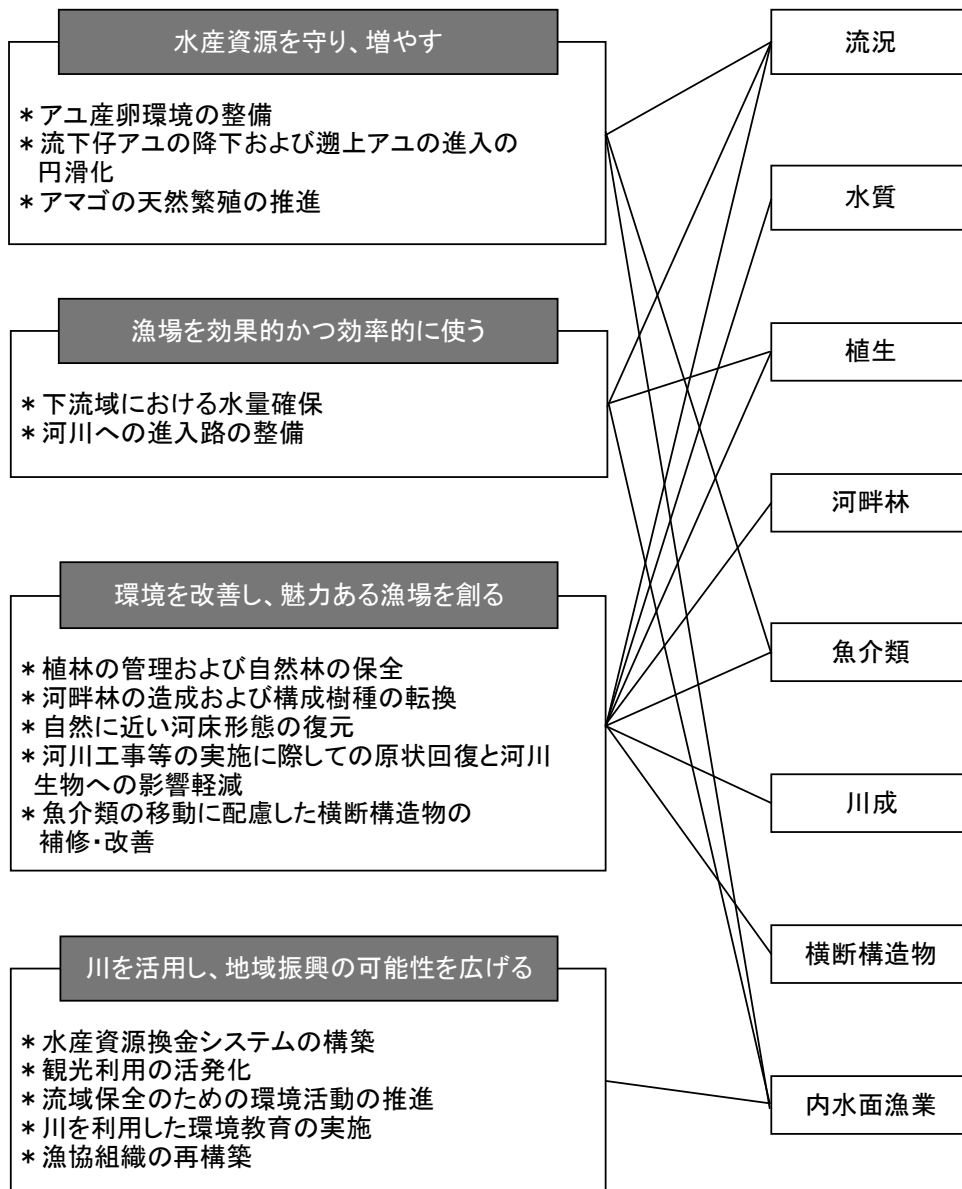 水産資源を守り、増やす
＊アユ産卵環境の整備
＊流下仔アユの降下および遡上アユの進入の
円滑化
＊アマゴの天然繁殖の推進
漁場を効果的かつ効率的に使う
＊下流域における水量確保
＊河川への進入路の整備
環境を改善し、魅力ある漁場を創る
＊植林の管理および自然林の保全
＊河畔林の造成および構成樹種の転換
＊自然に近い河床形態の復元
＊河川工事等の実施に際しての原状回復と河川
生物への影響軽減
＊魚介類の移動に配慮した横断構造物の
補修・改善
川を活用し、地域振興の可能性を広げる
＊水産資源換金システムの構築
＊観光利用の活発化
＊流域保全のための環境活動の推進
＊川を利用した環境教育の実施
＊漁協組織の再構築
流況
水質
植生
河畔林
魚介類
川成
横断構造物
内水面漁業